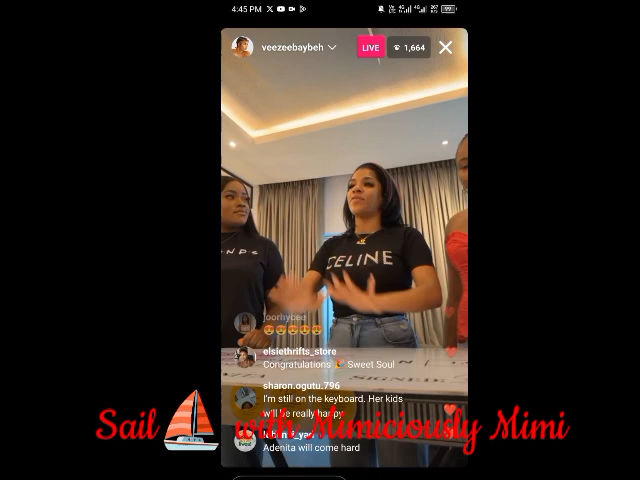 4:45 PM
veezeebaybeh
LIVE
1,664
CELINE
joorhycee
elsiethrifts_store
Congratulations 🎉 Sweet Soul
sharon.ogutu.796
I'm still on the keyboard. Her kids
will be really happy
Sail with Mimiciously Mimi
Adenita will come hard